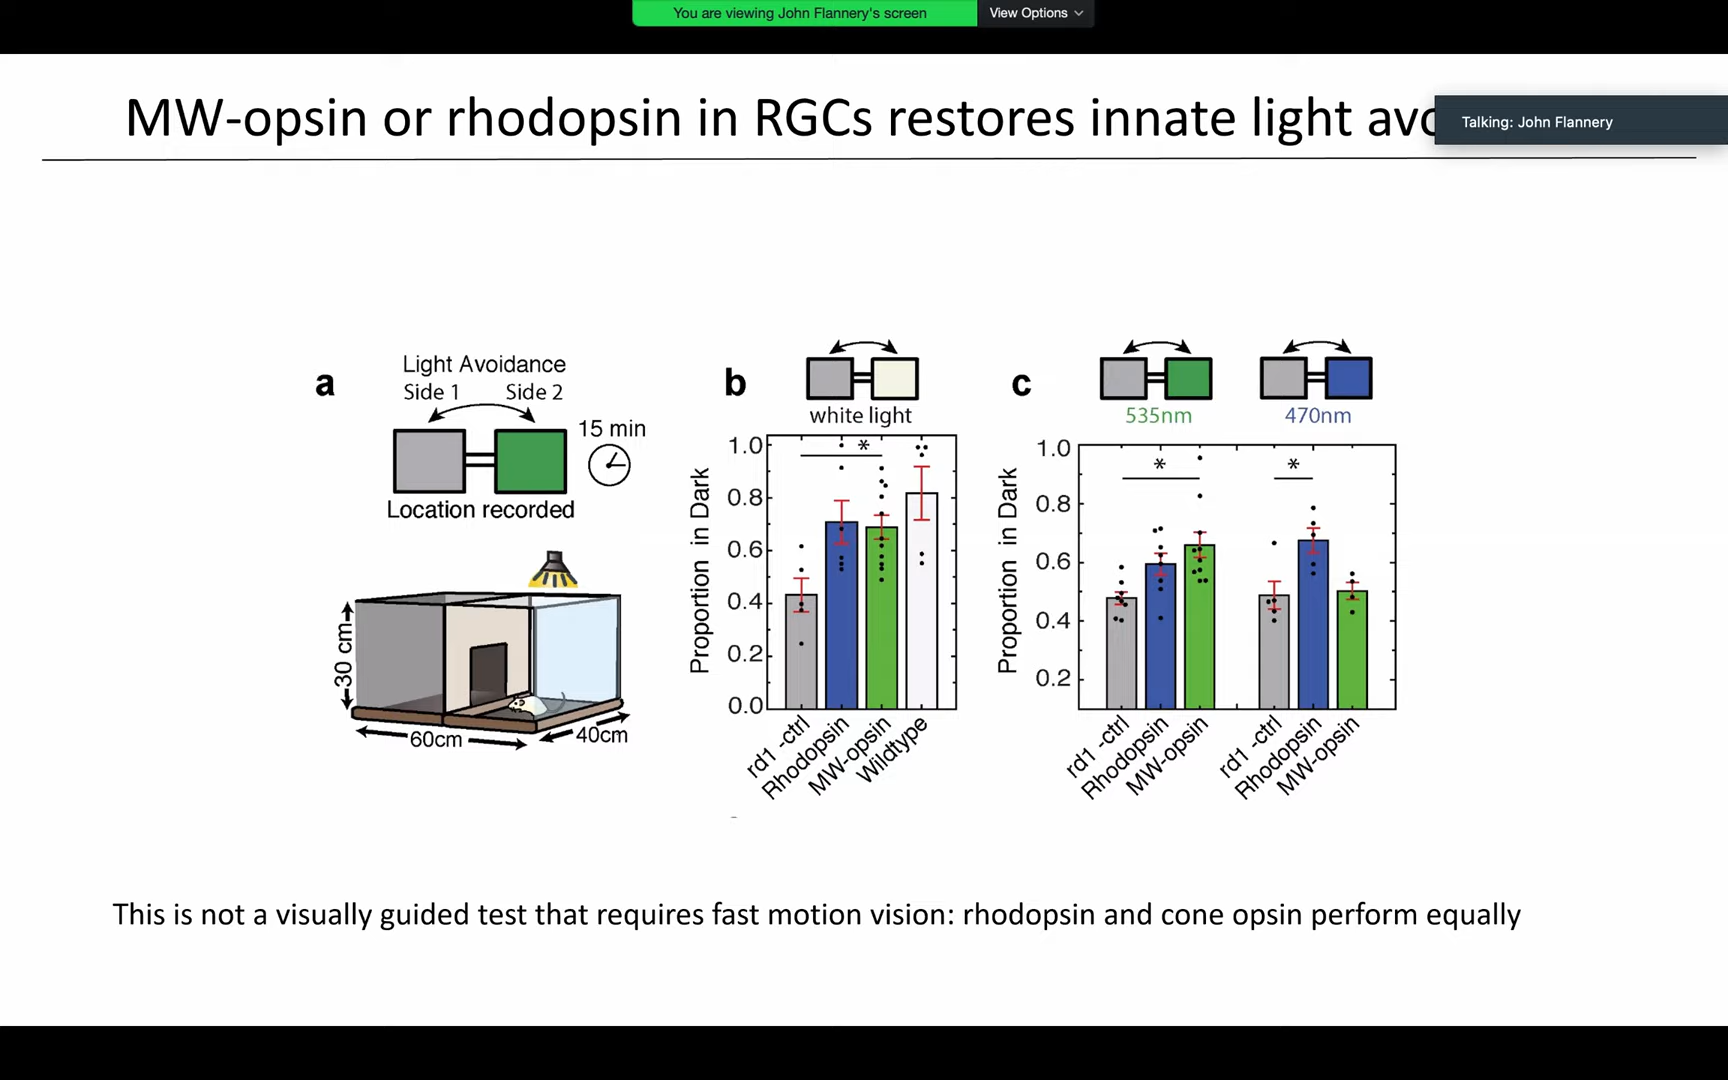 You are viewing John Flannery's screen
View Options
MW-opsin or rhodopsin in RGCs restores innate light avo
Talking: John Flannery
a
Light Avoidance
Side 1 Side 2
15 min
Location recorded
30 cm
60cm
40cm
b
white light
Proportion in Dark
1.0
*
0.8
0.6
0.4
0.2
0.0
rd1 -ctrl
Rhodopsin
MW-opsin
Wildtype
c
535nm
470nm
Proportion in Dark
1.0
* *
0.8
0.6
0.4
0.2
rd1 -ctrl
Rhodopsin
MW-opsin
rd1 -ctrl
Rhodopsin
MW-opsin
This is not a visually guided test that requires fast motion vision: rhodopsin and cone opsin perform equally